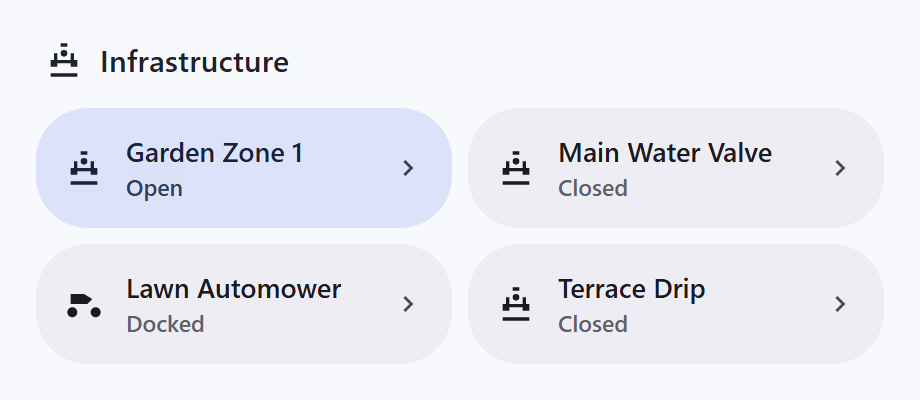 Infrastructure
Garden Zone 1
Open
Main Water Valve
Closed
Lawn Automower
Docked
Terrace Drip
Closed